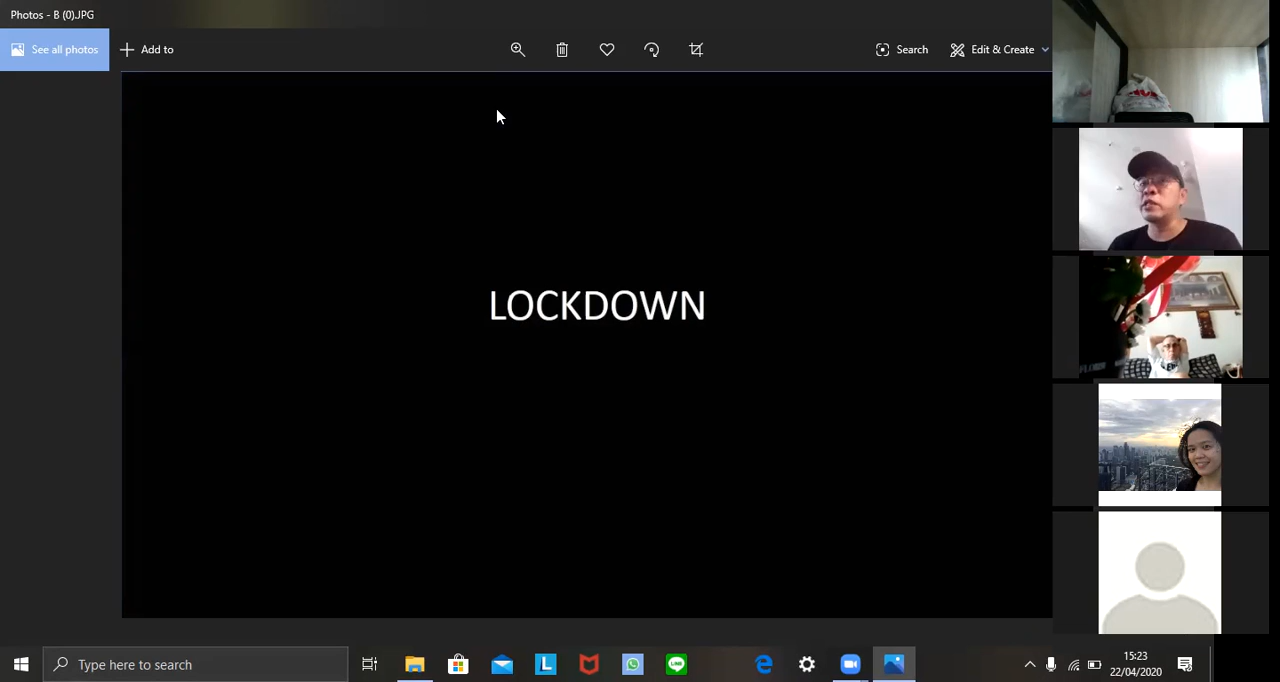 Photos - B (0).JPG
See all photos
Add to
Search
Edit & Create
LOCKDOWN
Type here to search
L
LINE
15:23
22/04/2020